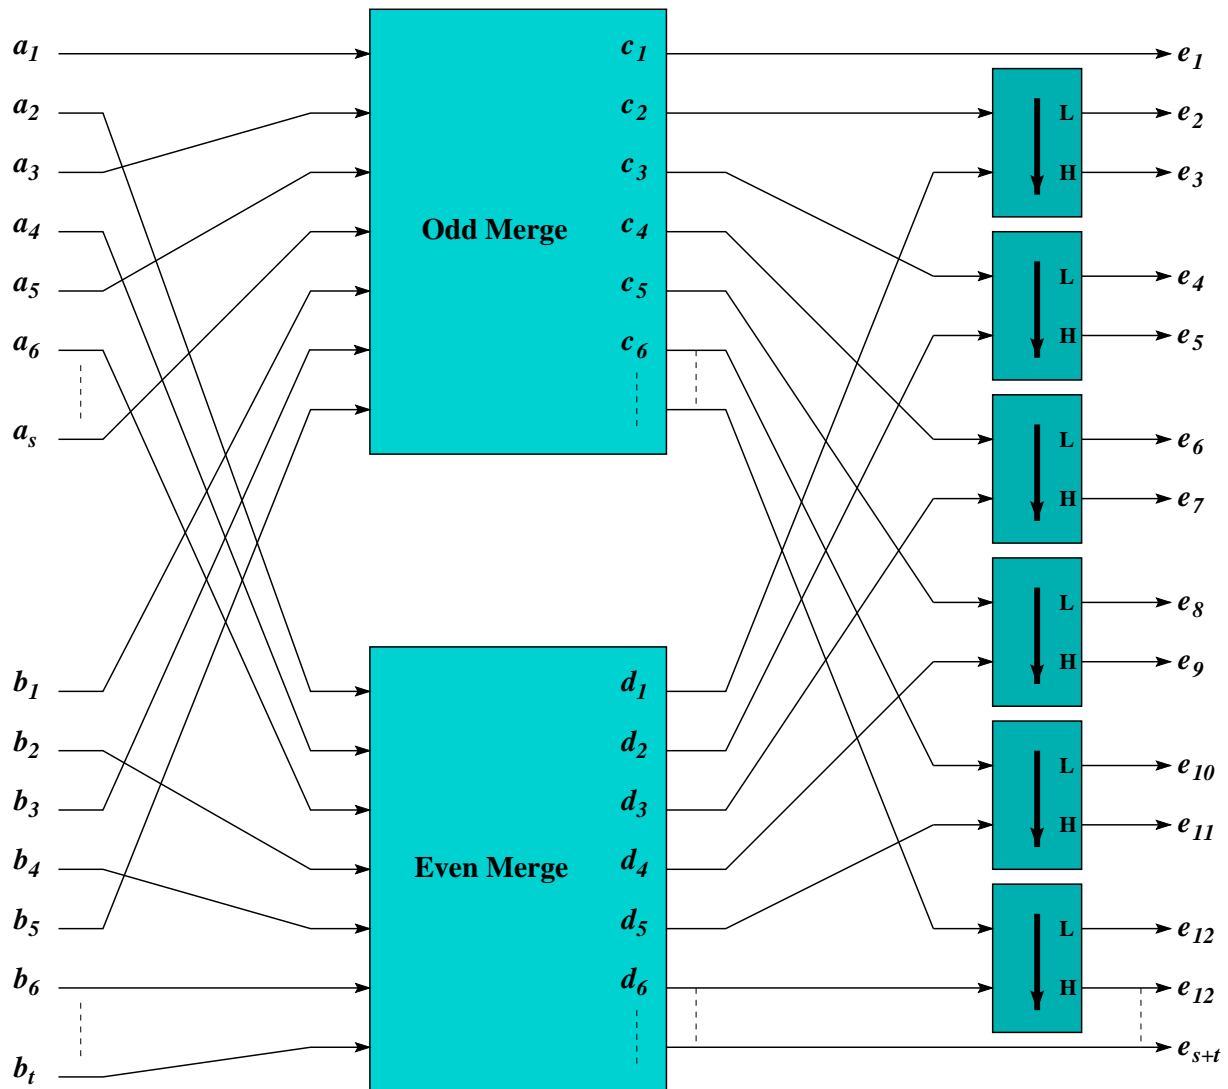 a1
a2
a3
a4
a5
a6
as
b1
b2
b3
b4
b5
b6
bt
Odd Merge
c1
c2
c3
c4
c5
c6
Even Merge
d1
d2
d3
d4
d5
d6
L
H
L
H
L
H
L
H
L
H
L
H
e1
e2
e3
e4
e5
e6
e7
e8
e9
e10
e11
e12
e12
es+t